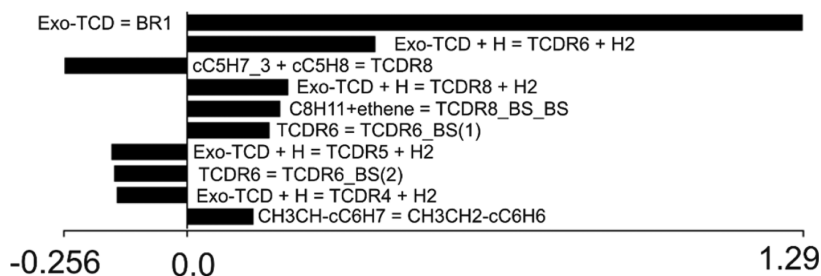 Exo-TCD = BR1
Exo-TCD + H = TCDR6 + H2
cC5H7_3 + cC5H8 = TCDR8
Exo-TCD + H = TCDR8 + H2
C8H11+ethene = TCDR8_BS_BS
TCDR6 = TCDR6_BS(1)
Exo-TCD + H = TCDR5 + H2
TCDR6 = TCDR6_BS(2)
Exo-TCD + H = TCDR4 + H2
CH3CH-cC6H7 = CH3CH2-cC6H6
-0.256 0.0 1.29